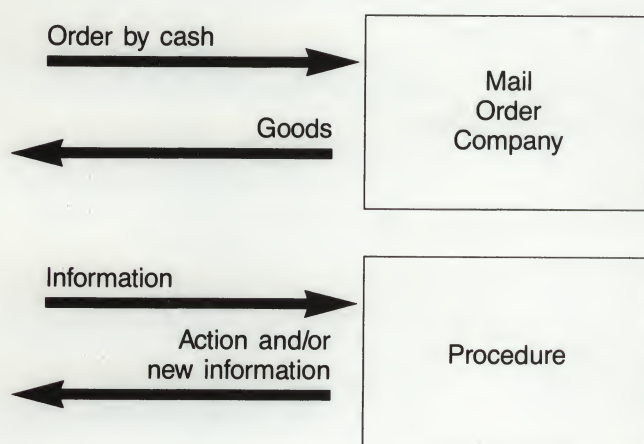 Order by cash
Goods
Mail
Order
Company
Information
Action and/or
new information
Procedure